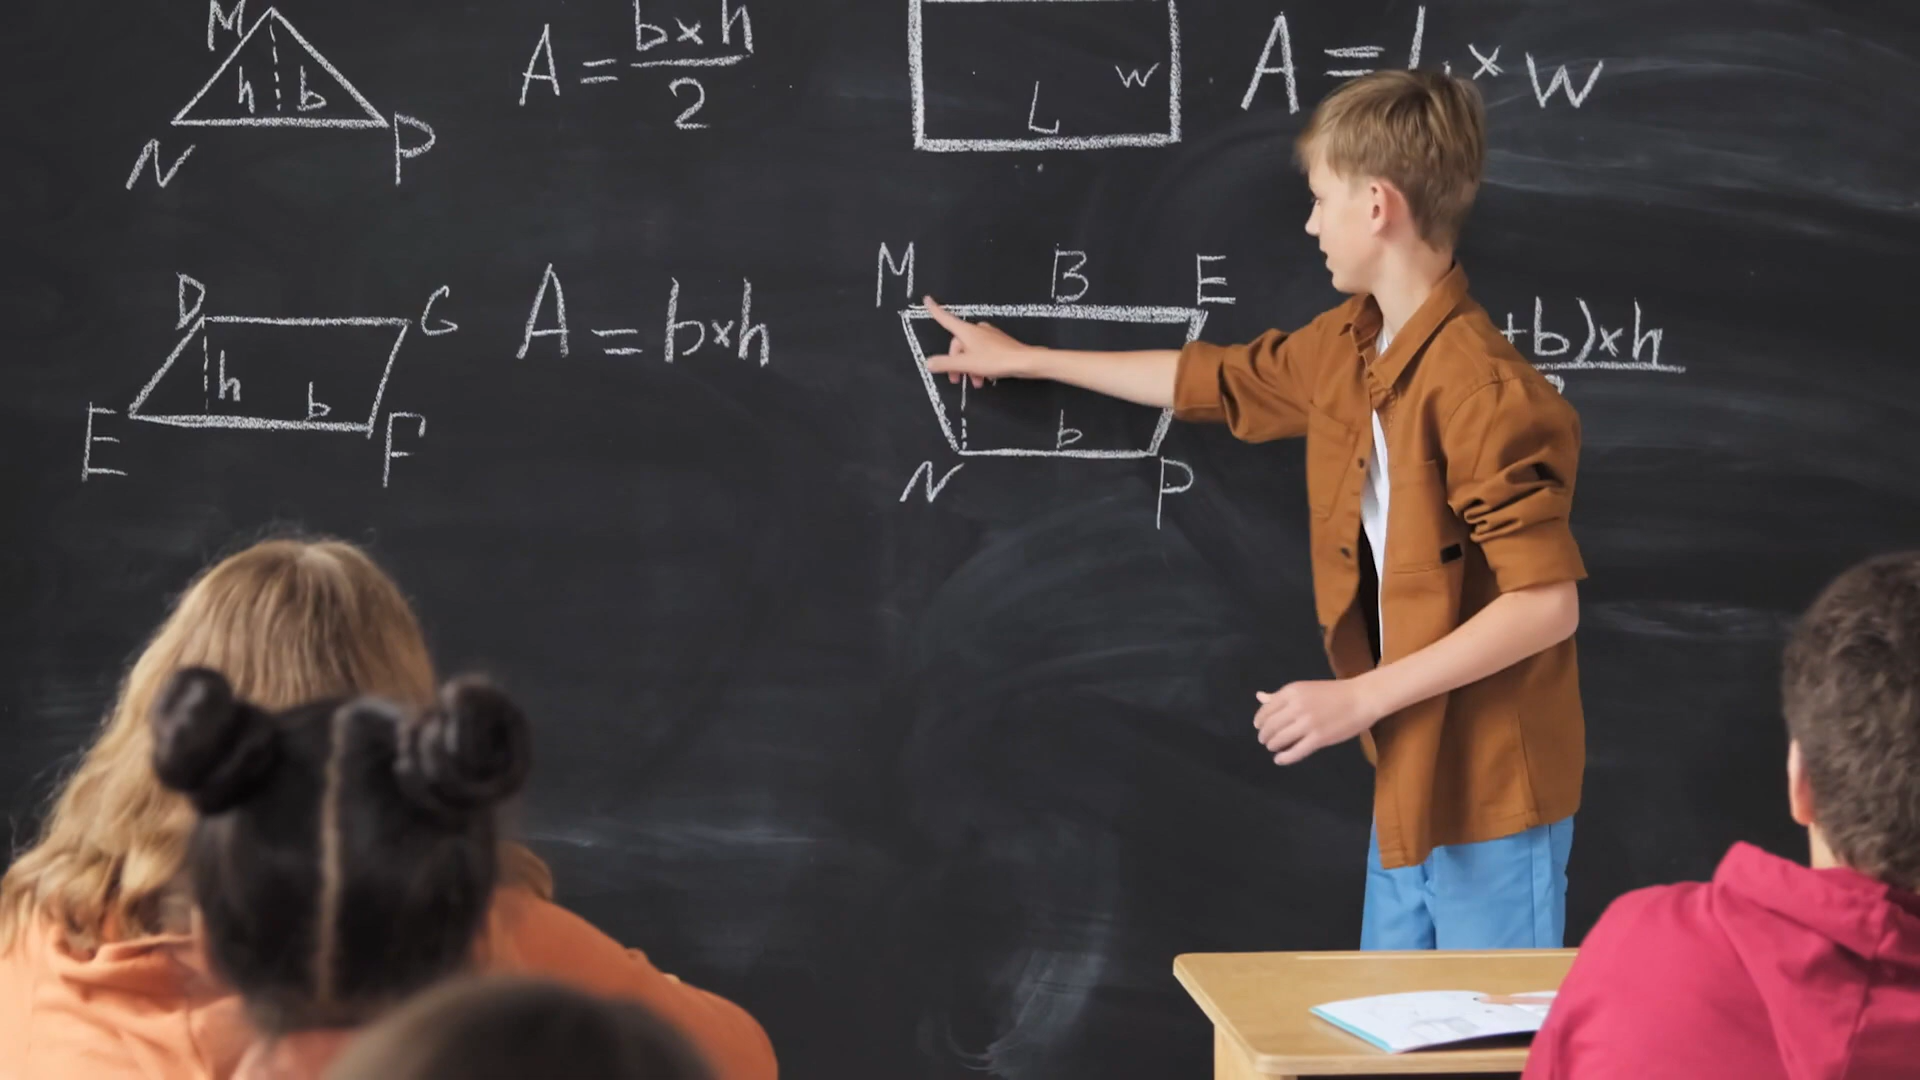 M
h b
N P
A = b×h
2
L w
A = L × w
D G
h b
E F
A = b×h
M B E
b
N P
+b)×h